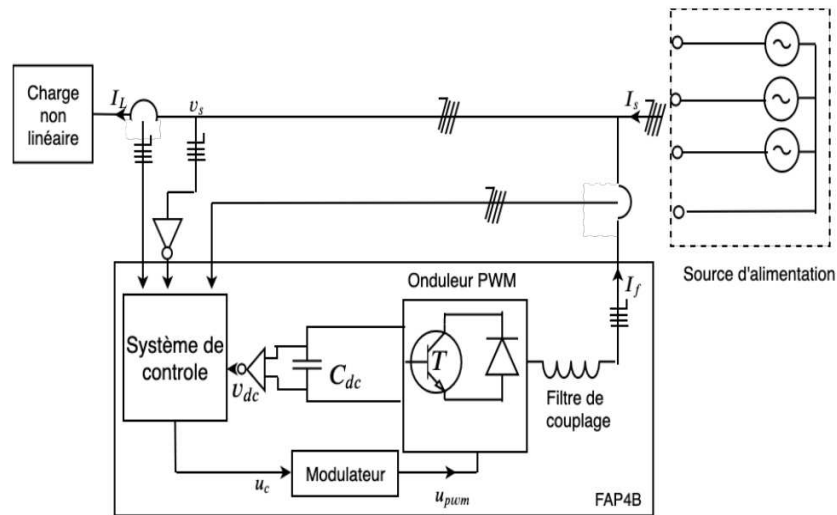 Charge
non
linéaire
I_L
v_s
I_s
Source d'alimentation
Onduleur PWM
I_f
Système de
controle
v_dc
C_dc
T
Filtre de
couplage
u_c
Modulateur
u_pwm
FAP4B